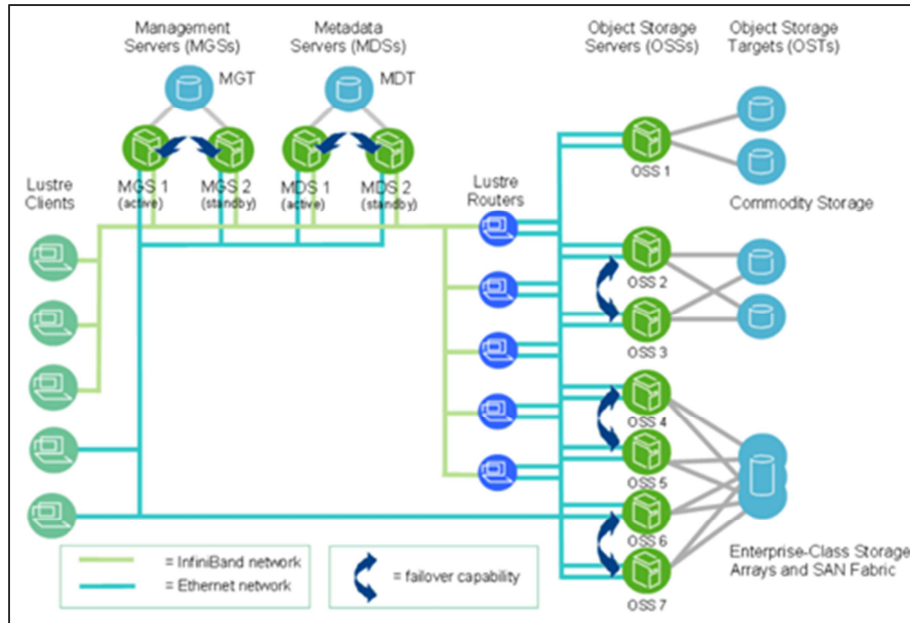 Management
Servers (MGSs)
Metadata
Servers (MDSs)
Object Storage
Servers (OSSs)
Object Storage
Targets (OSTs)
MGT
MDT
Lustre
Clients
MGS 1
(active)
MGS 2
(standby)
MDS 1
(active)
MDS 2
(standby)
Lustre
Routers
OSS 1
Commodity Storage
OSS 2
OSS 3
OSS 4
OSS 5
OSS 6
OSS 7
Enterprise-Class Storage
Arrays and SAN Fabric
= InfiniBand network
= Ethernet network
= failover capability